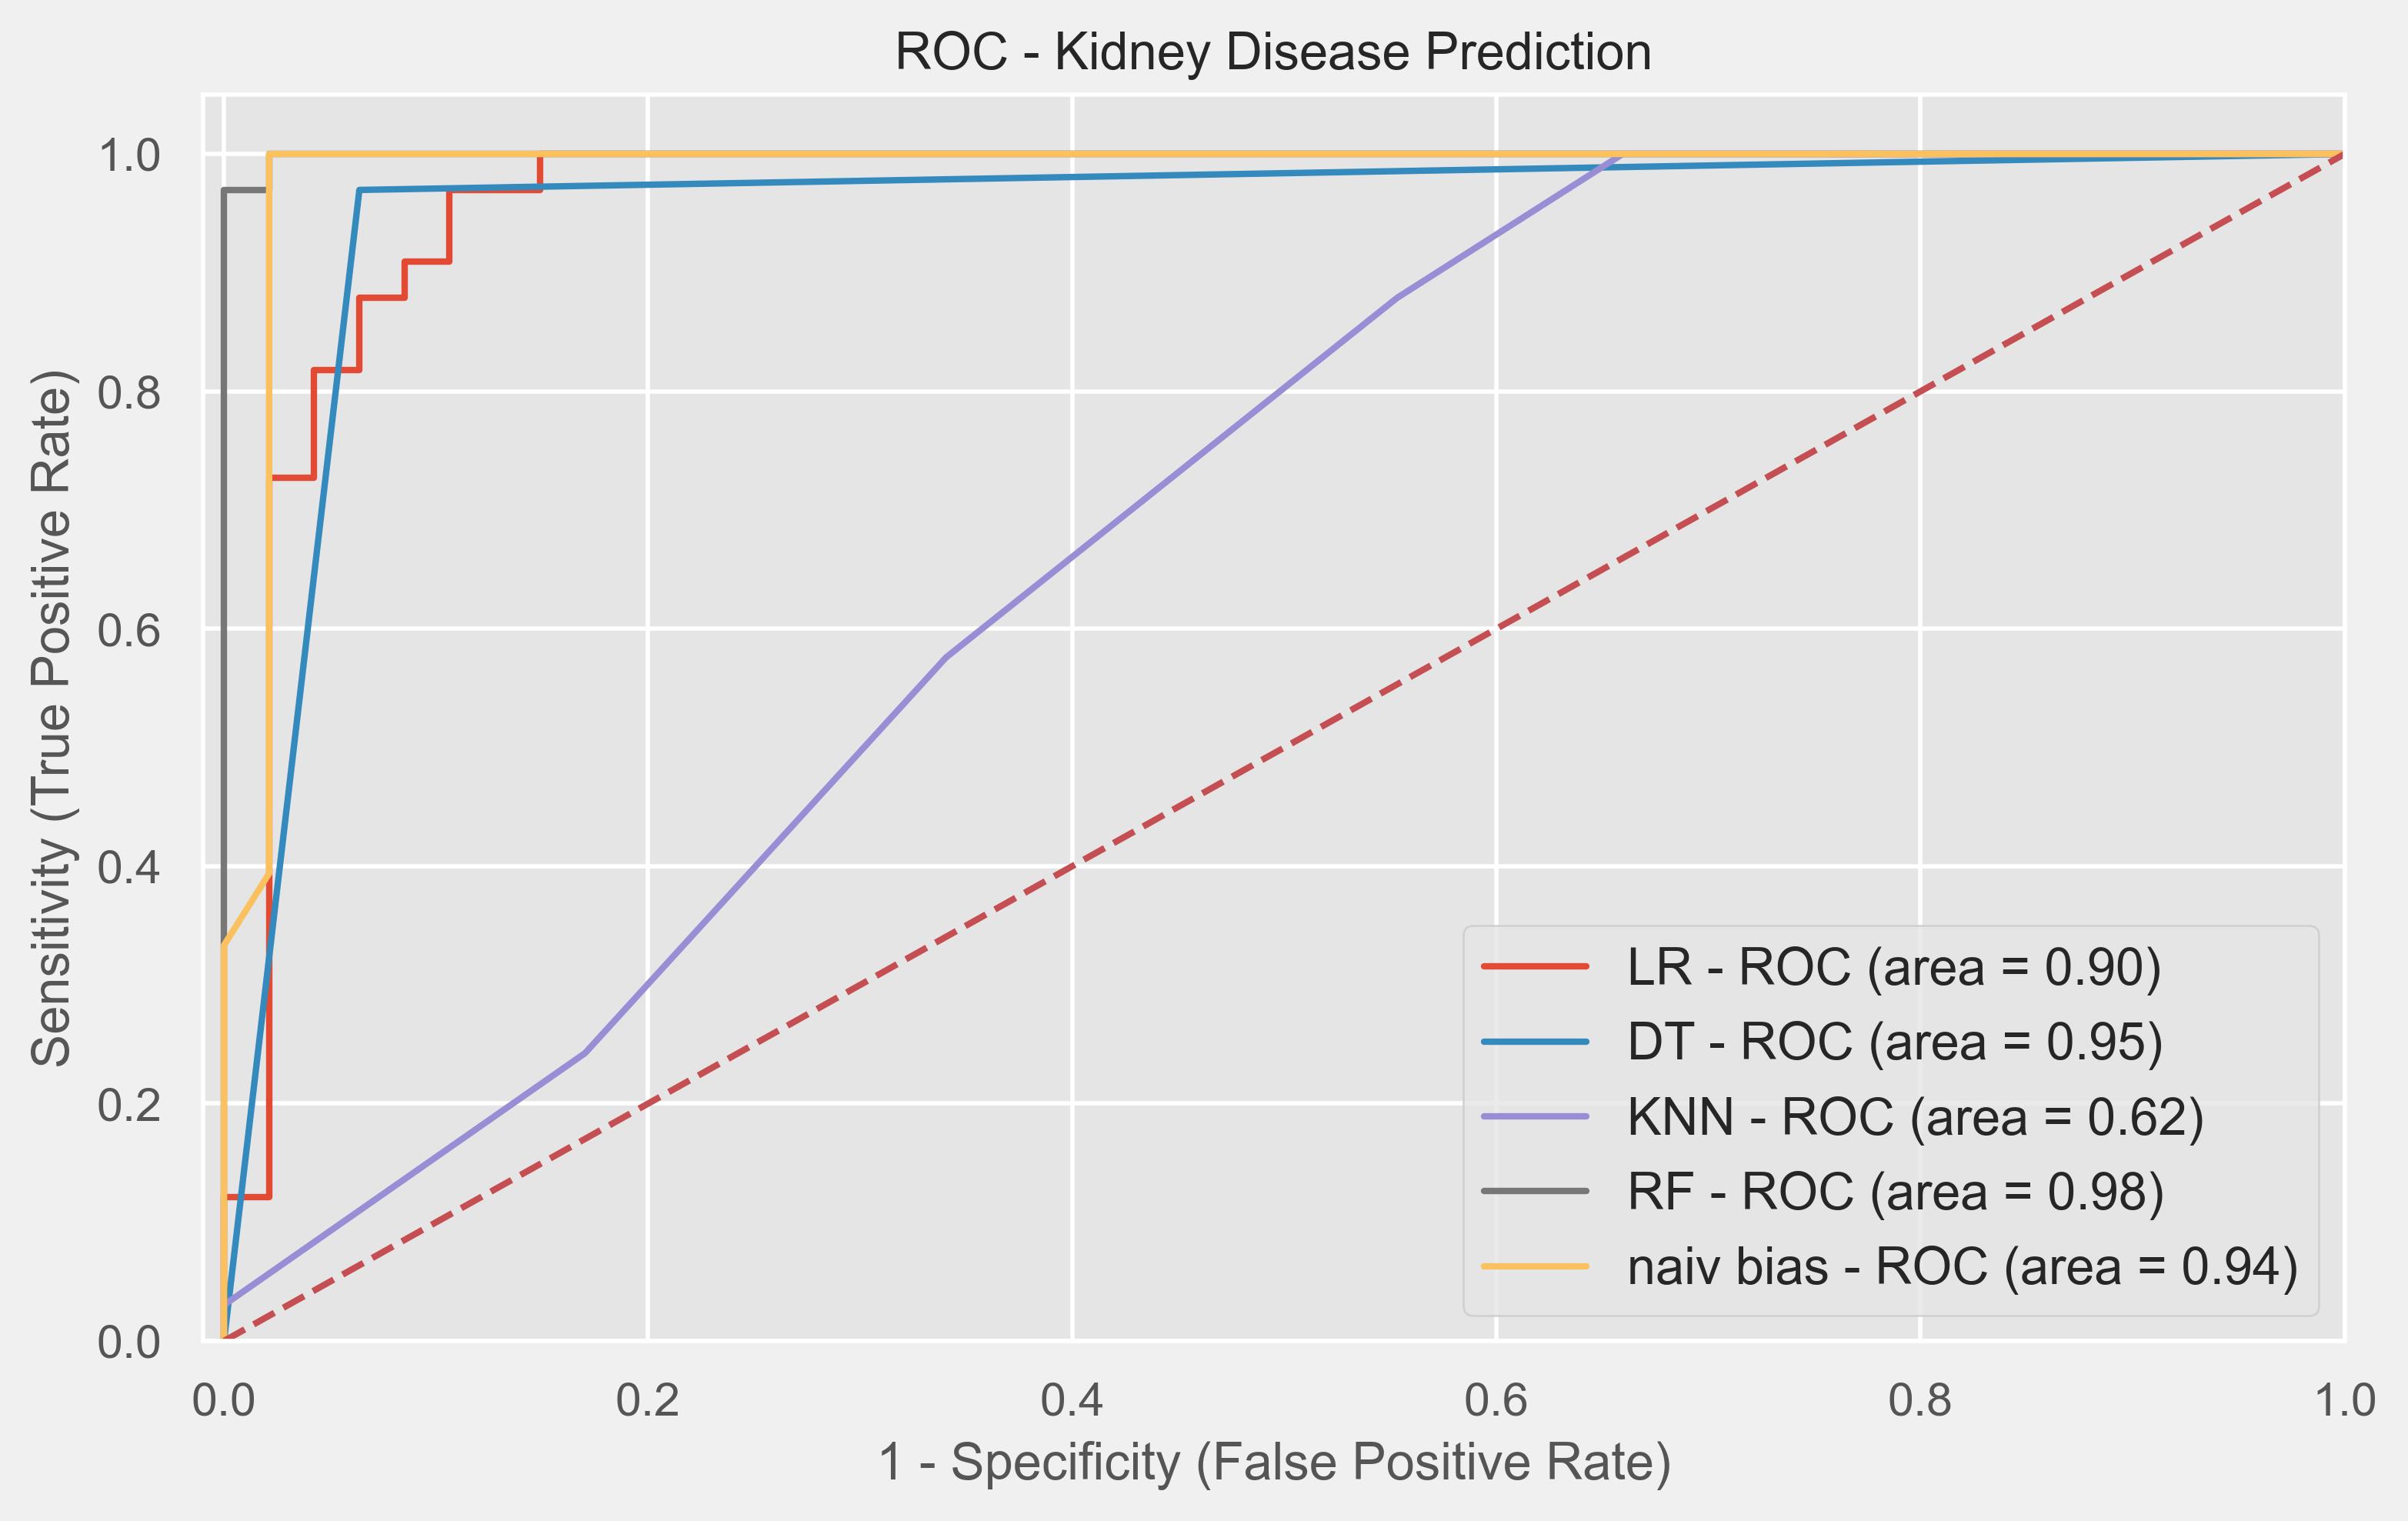 ROC - Kidney Disease Prediction
Sensitivity (True Positive Rate)
1.0
0.8
0.6
0.4
0.2
0.0
0.0 0.2 0.4 0.6 0.8 1.0
1 - Specificity (False Positive Rate)
LR - ROC (area = 0.90)
DT - ROC (area = 0.95)
KNN - ROC (area = 0.62)
RF - ROC (area = 0.98)
naiv bias - ROC (area = 0.94)